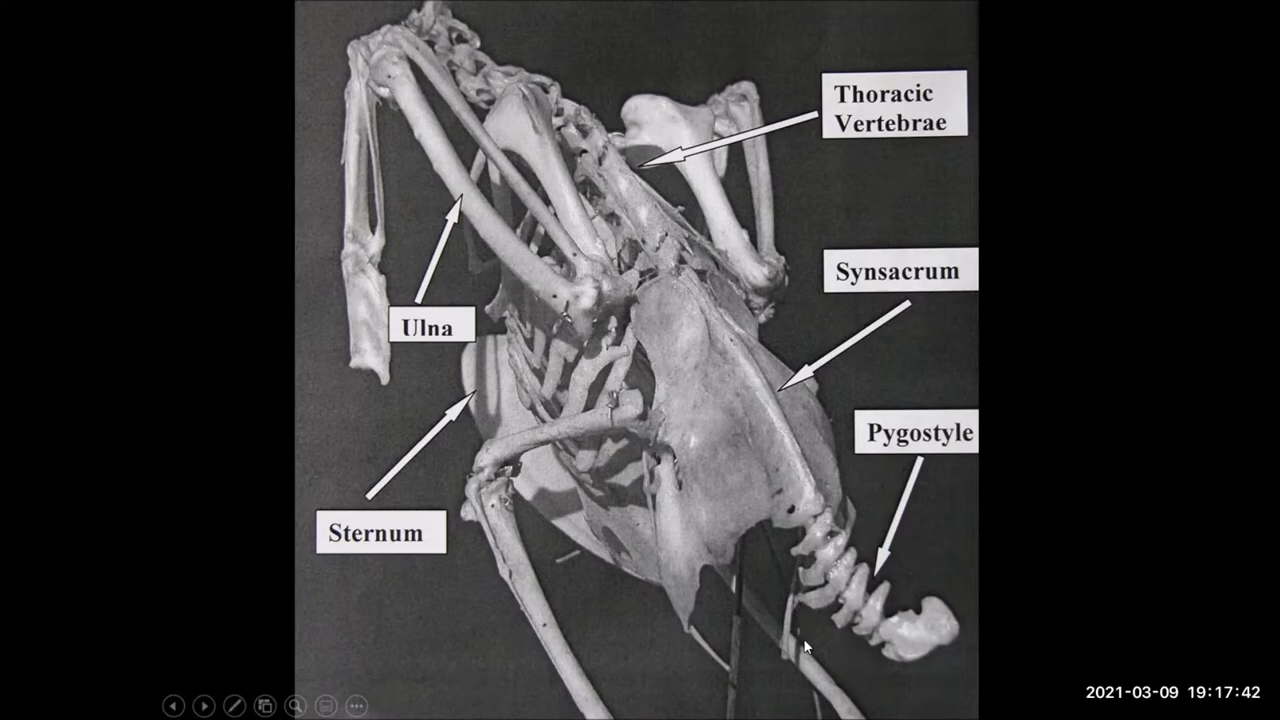 Thoracic
Vertebrae
Synsacrum
Ulna
Pygostyle
Sternum
2021-03-09 19:17:42